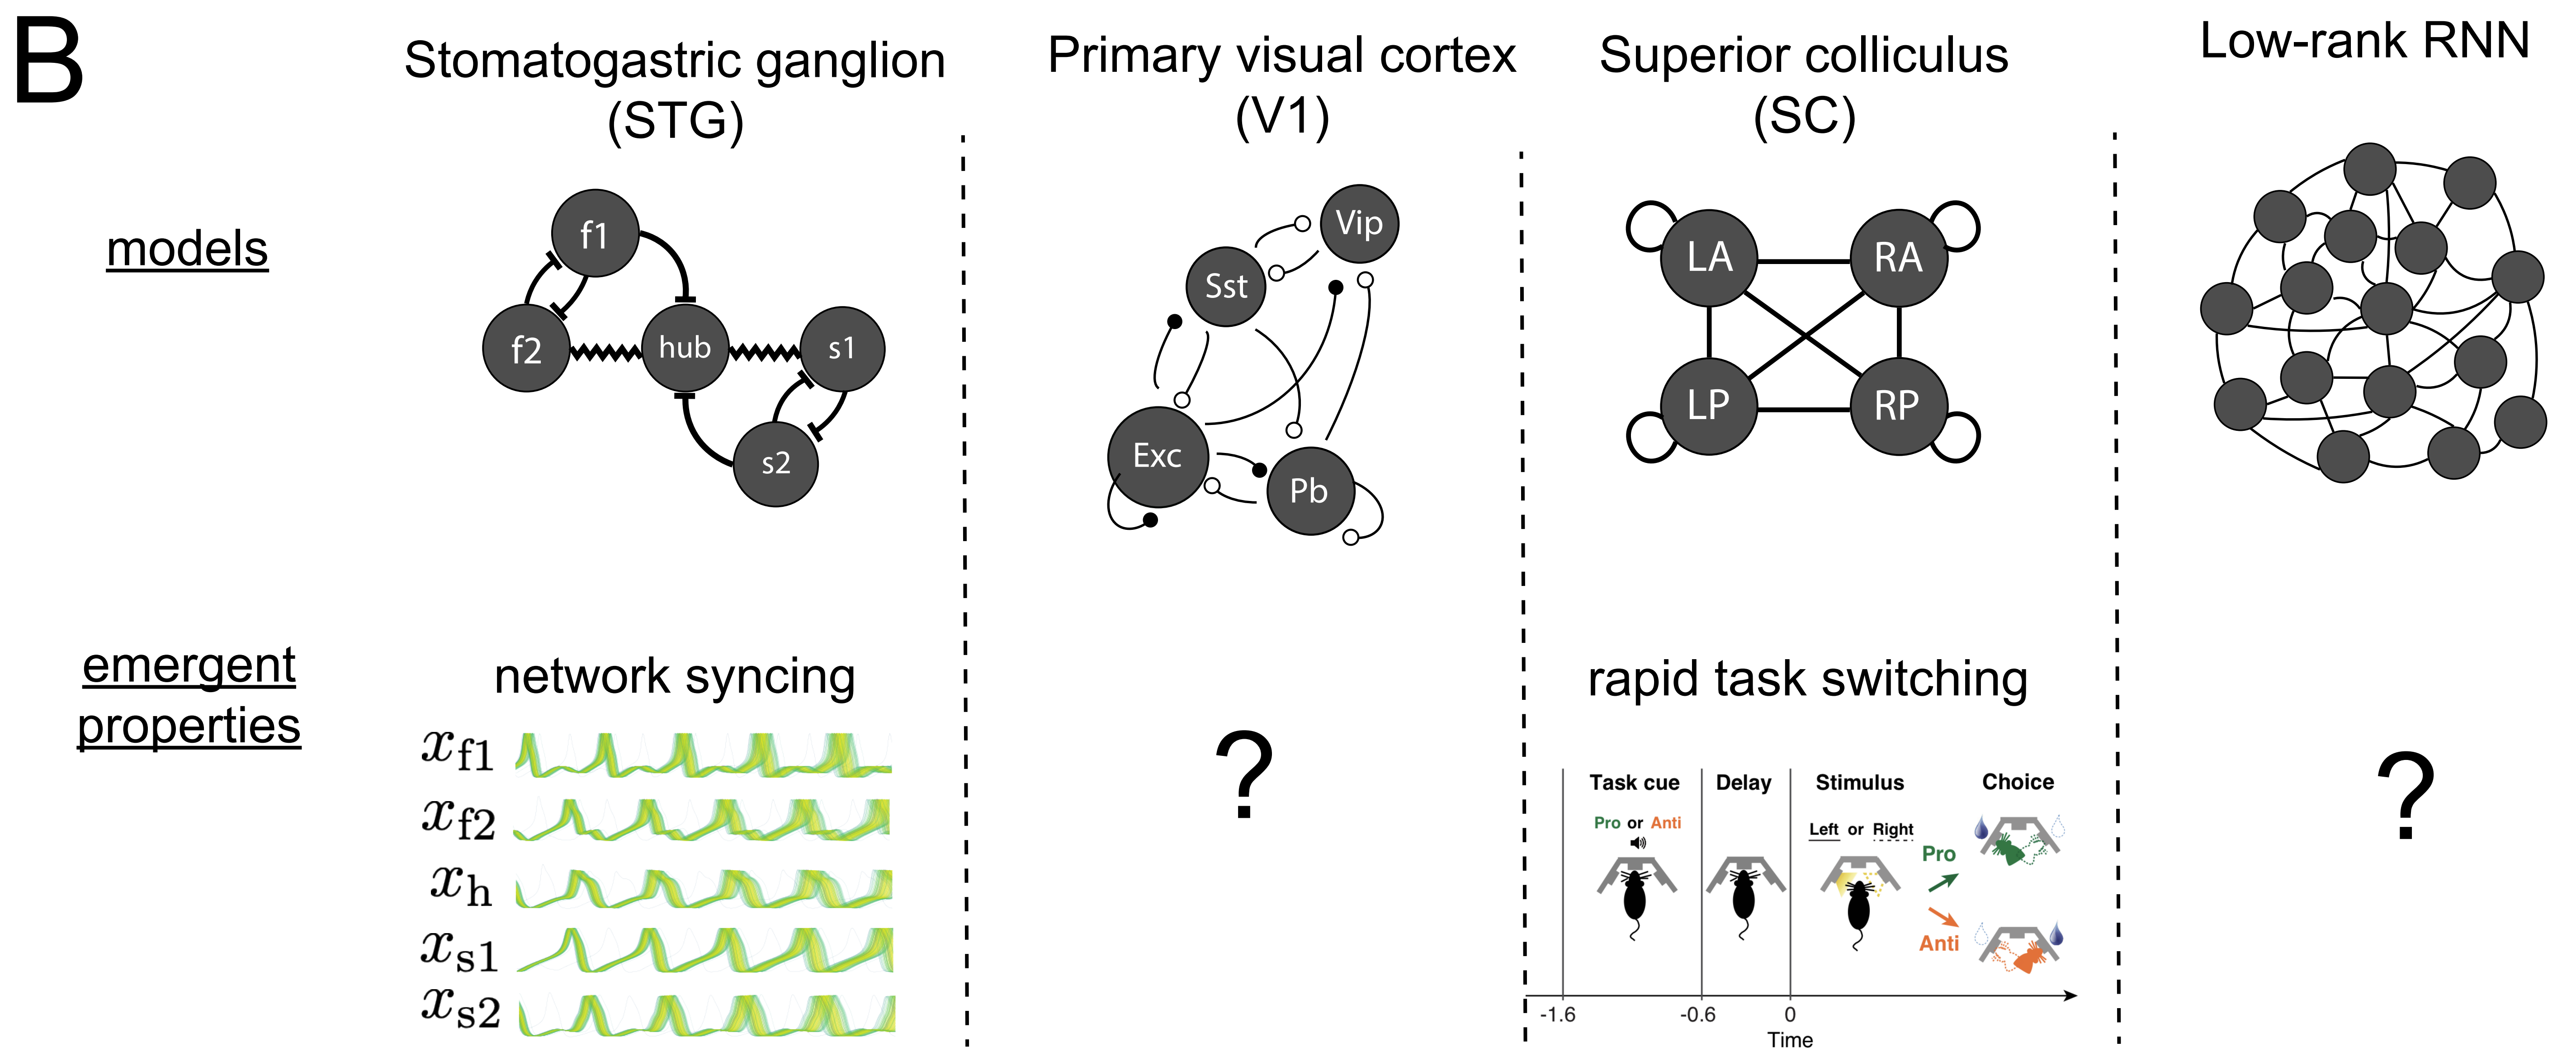 B
Stomatogastric ganglion
(STG)
Primary visual cortex
(V1)
Superior colliculus
(SC)
Low-rank RNN
models
f1
f2
hub
s1
s2
Vip
Sst
Exc
Pb
LA
RA
LP
RP
emergent
properties
network syncing
x_f1
x_f2
x_h
x_s1
x_s2
?
rapid task switching
Task cue
Delay
Stimulus
Choice
Pro or Anti
Left or Right
Pro
Anti
-1.6
-0.6
0
Time
?